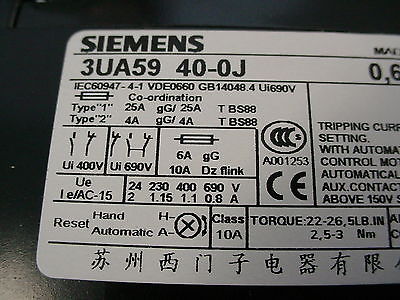 SIEMENS
MADE
3UA59 40-0J
0,6
IEC60947-4-1 VDE0660 GB14048.4 Ui690V
Co-ordination
Type"1" 25A gG/ 25A T BS88
Type"2" 4A gG/ 4A T BS88
Ui 400V
Ui 690V
6A gG
10A Dz flink
CCC
A001253
TRIPPING CURR
SETTING.
WITH AUTOMAT
CONTROL MOTO
AUTOMATICAL
AUX.CONTACT
ABOVE 150V S
Ue 24 230 400 690 V
Ie/AC-15 2 1.15 1.1 0.8 A
Reset Hand H-
Automatic A-
Class
10A
TORQUE:22-26,5LB.IN
2,5-3 Nm
苏州西门子电器有限